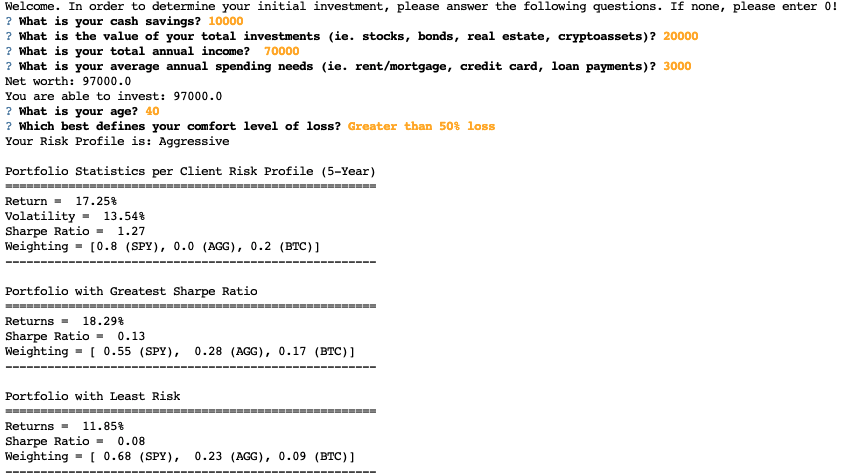 Welcome. In order to determine your initial investment, please answer the following questions. If none, please enter 0!
? What is your cash savings? 10000
? What is the value of your total investments (ie. stocks, bonds, real estate, cryptoassets)? 20000
? What is your total annual income?  70000
? What is your average annual spending needs (ie. rent/mortgage, credit card, loan payments)? 3000
Net worth: 97000.0
You are able to invest: 97000.0
? What is your age? 40
? Which best defines your comfort level of loss? Greater than 50% loss
Your Risk Profile is: Aggressive
Portfolio Statistics per Client Risk Profile (5-Year)
=====================================================
Return =  17.25%
Volatility =  13.54%
Sharpe Ratio =  1.27
Weighting = [0.8 (SPY), 0.0 (AGG), 0.2 (BTC)]
-----------------------------------------------------
Portfolio with Greatest Sharpe Ratio
=====================================================
Returns =  18.29%
Sharpe Ratio =  0.13
Weighting = [ 0.55 (SPY),  0.28 (AGG), 0.17 (BTC)]
-----------------------------------------------------
Portfolio with Least Risk
=====================================================
Returns =  11.85%
Sharpe Ratio =  0.08
Weighting = [ 0.68 (SPY),  0.23 (AGG), 0.09 (BTC)]
-----------------------------------------------------